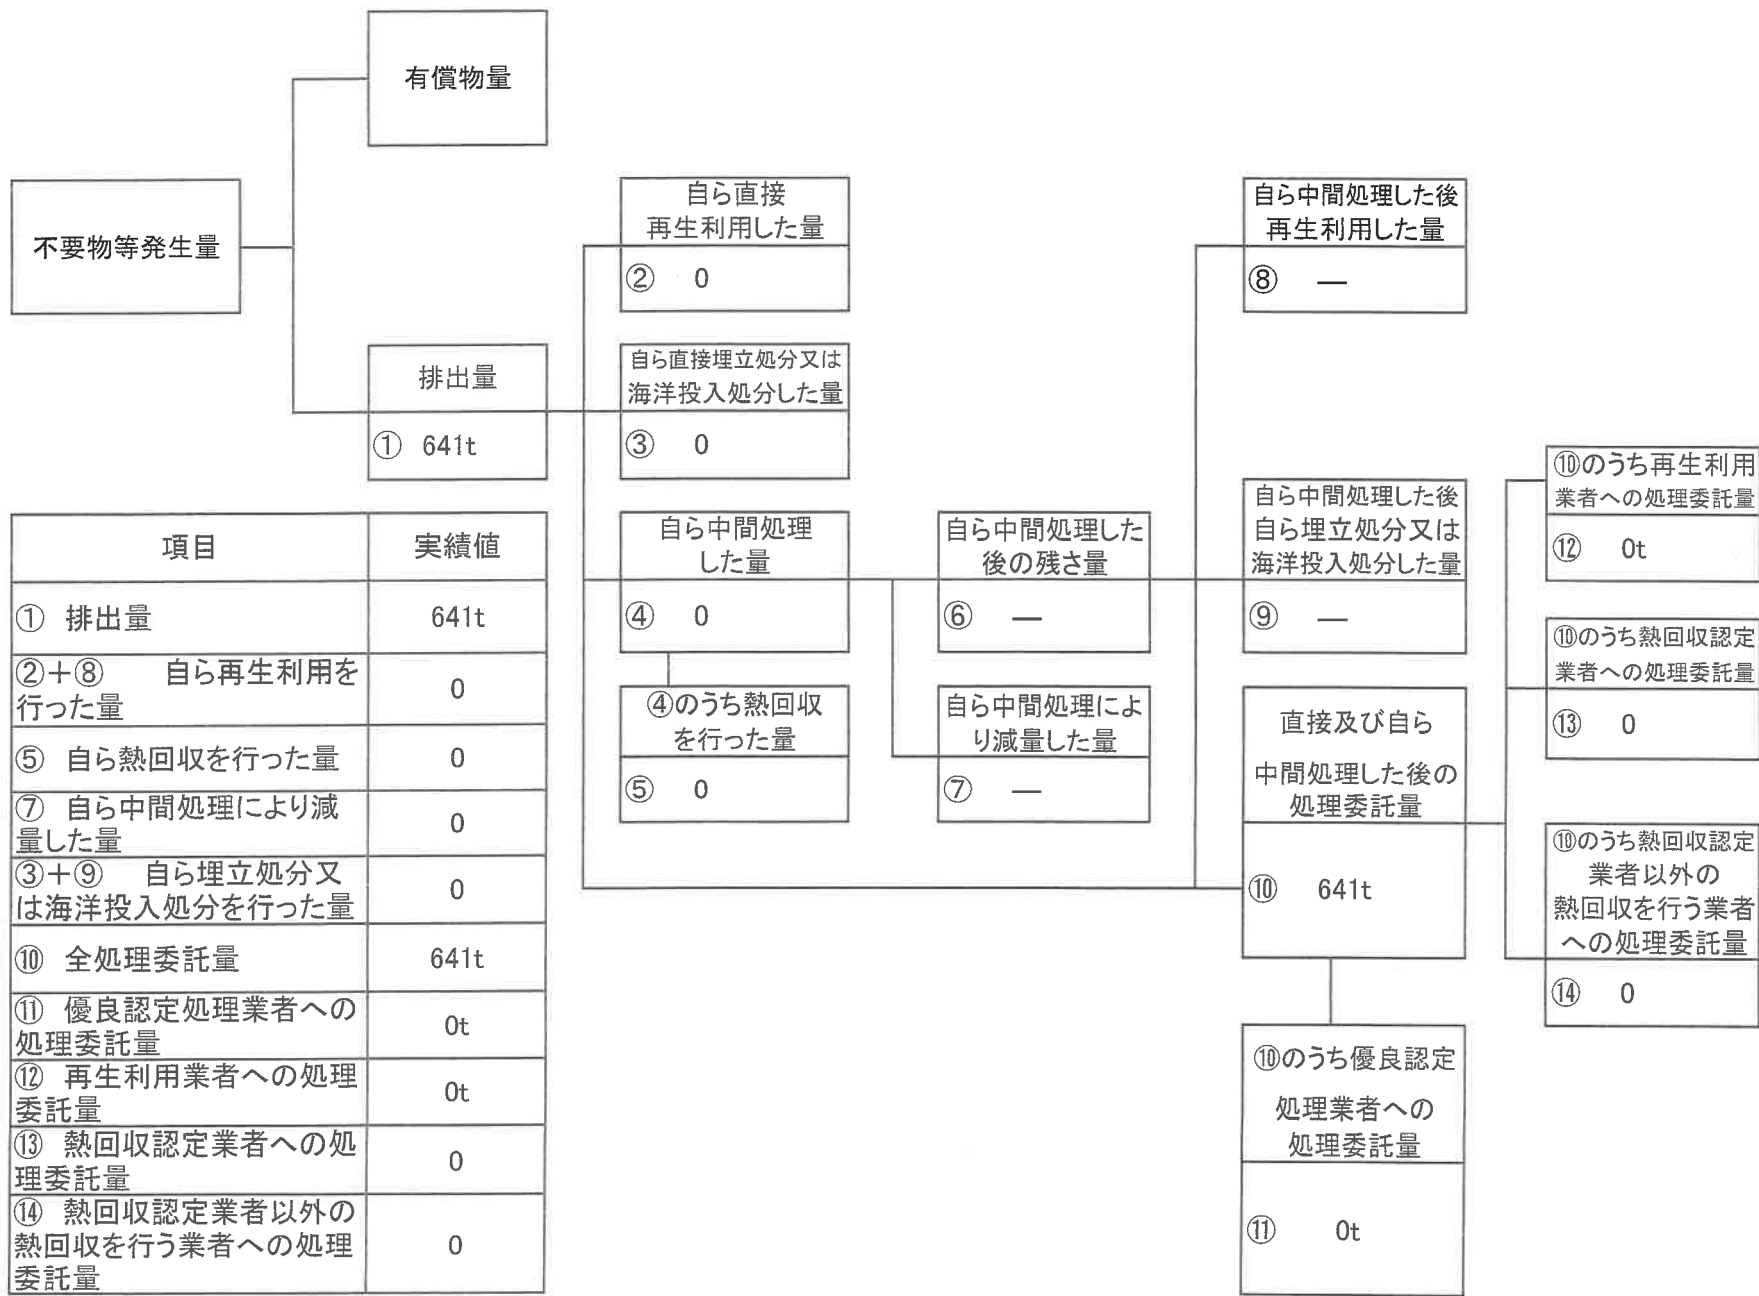 有償物量
不要物等発生量
排出量
① 641t
自ら直接
再生利用した量
② 0
自ら直接埋立処分又は
海洋投入処分した量
③ 0
自ら中間処理
した量
④ 0
④のうち熱回収
を行った量
⑤ 0
自ら中間処理した
後の残さ量
⑥ ―
自ら中間処理によ
り減量した量
⑦ ―
自ら中間処理した後
再生利用した量
⑧ ―
自ら中間処理した後
自ら埋立処分又は
海洋投入処分した量
⑨ ―
直接及び自ら
中間処理した後の
処理委託量
⑩ 641t
⑩のうち優良認定
処理業者への
処理委託量
⑪ 0t
⑩のうち再生利用
業者への処理委託量
⑫ 0t
⑩のうち熱回収認定
業者への処理委託量
⑬ 0
⑩のうち熱回収認定
業者以外の
熱回収を行う業者
への処理委託量
⑭ 0
項目 実績値
① 排出量 641t
②+⑧ 自ら再生利用を
行った量 0
⑤ 自ら熱回収を行った量 0
⑦ 自ら中間処理により減
量した量 0
③+⑨ 自ら埋立処分又
は海洋投入処分を行った量 0
⑩ 全処理委託量 641t
⑪ 優良認定処理業者への
処理委託量 0t
⑫ 再生利用業者への処理
委託量 0t
⑬ 熱回収認定業者への処
理委託量 0
⑭ 熱回収認定業者以外の
熱回収を行う業者への処理
委託量 0